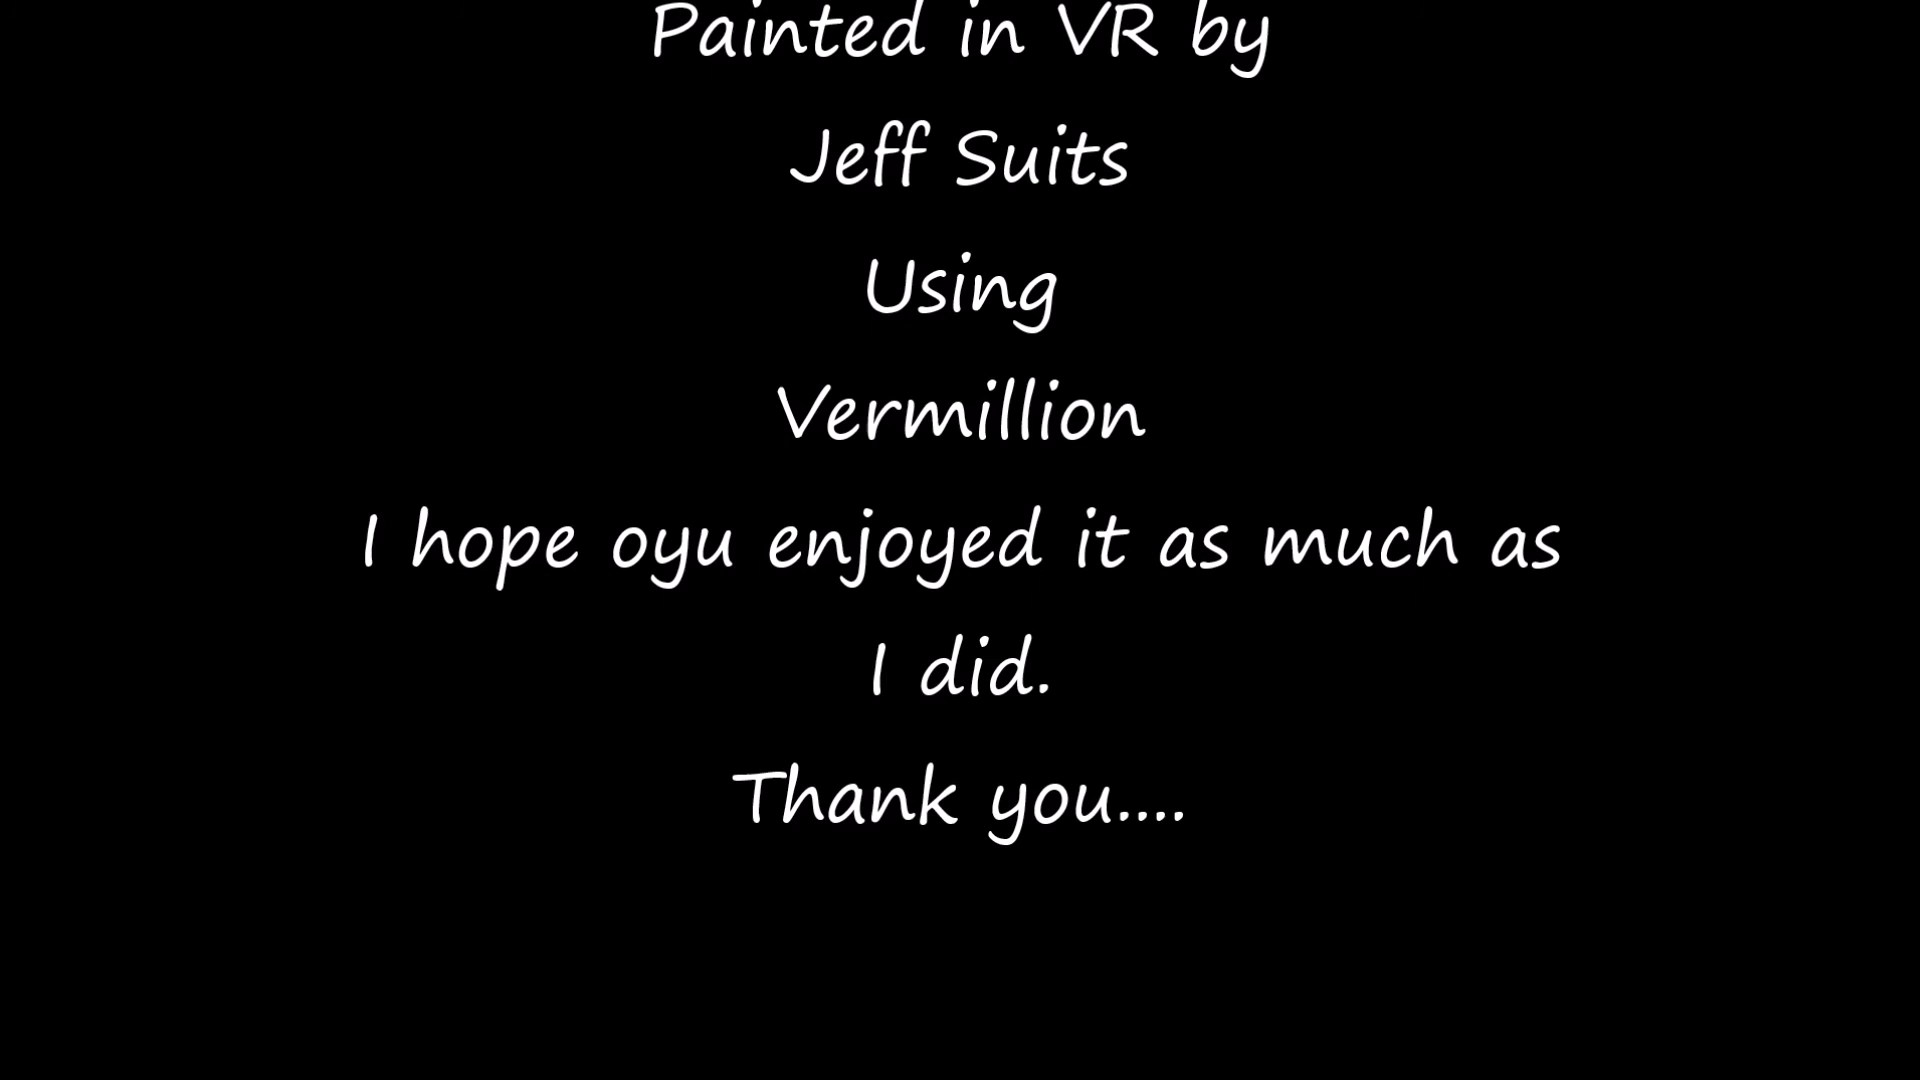 Painted in VR by
Jeff Suits
Using
Vermillion
I hope oyu enjoyed it as much as
I did.
Thank you....